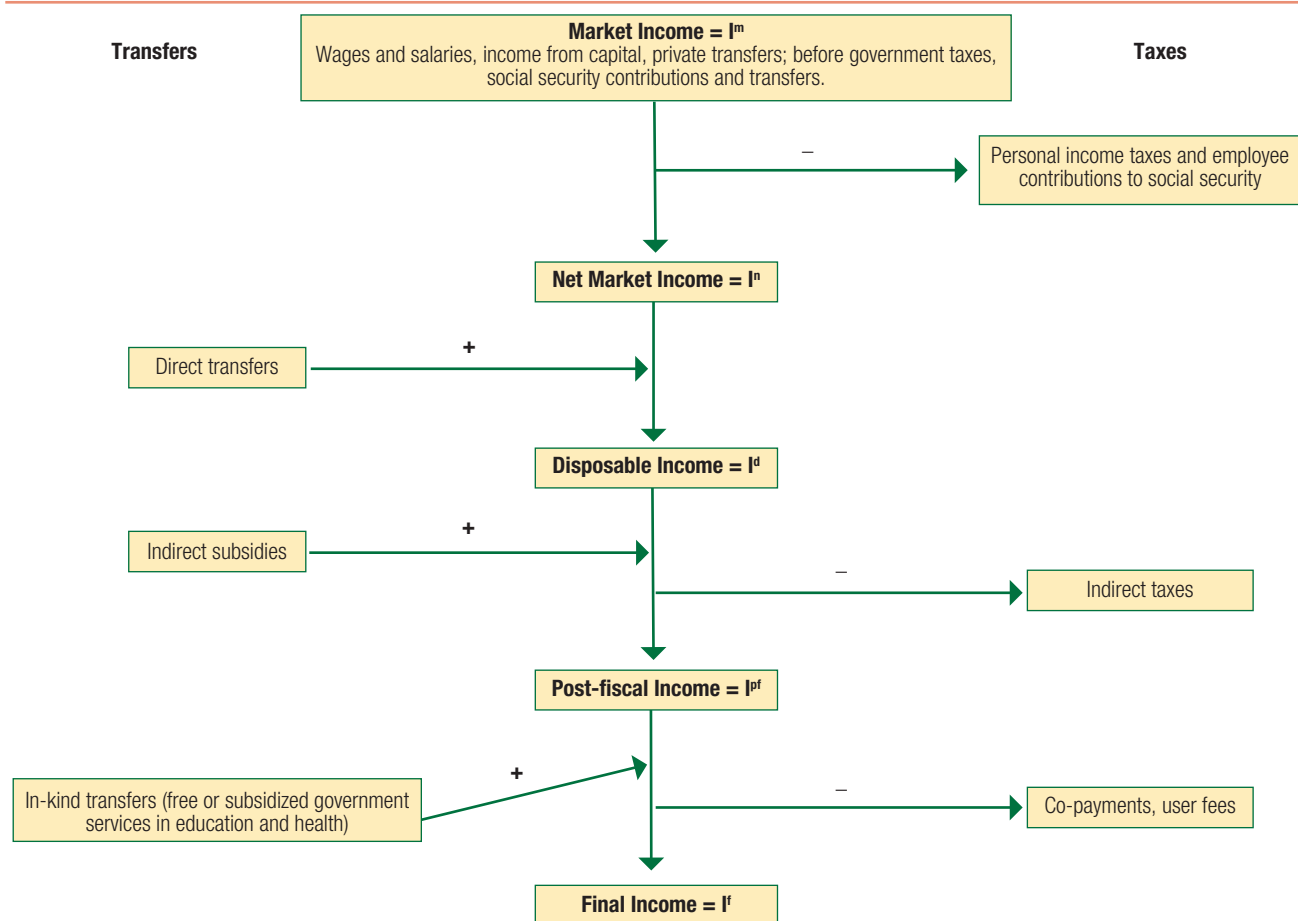 Transfers
Market Income = Iᵐ
Wages and salaries, income from capital, private transfers; before government taxes,
social security contributions and transfers.
Taxes
–
Personal income taxes and employee
contributions to social security
Net Market Income = Iⁿ
+
Direct transfers
Disposable Income = Iᵈ
+
Indirect subsidies
–
Indirect taxes
Post-fiscal Income = Iᵖᶠ
+
In-kind transfers (free or subsidized government
services in education and health)
–
Co-payments, user fees
Final Income = Iᶠ